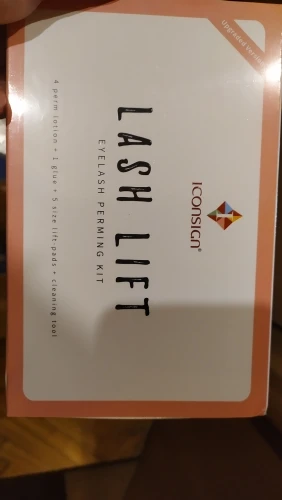 Upgraded Version
ICONSIGN®
LASH LIFT
EYELASH PERMING KIT
4 perm lotion + 1 glue + 5 size lift pads + cleaning tool